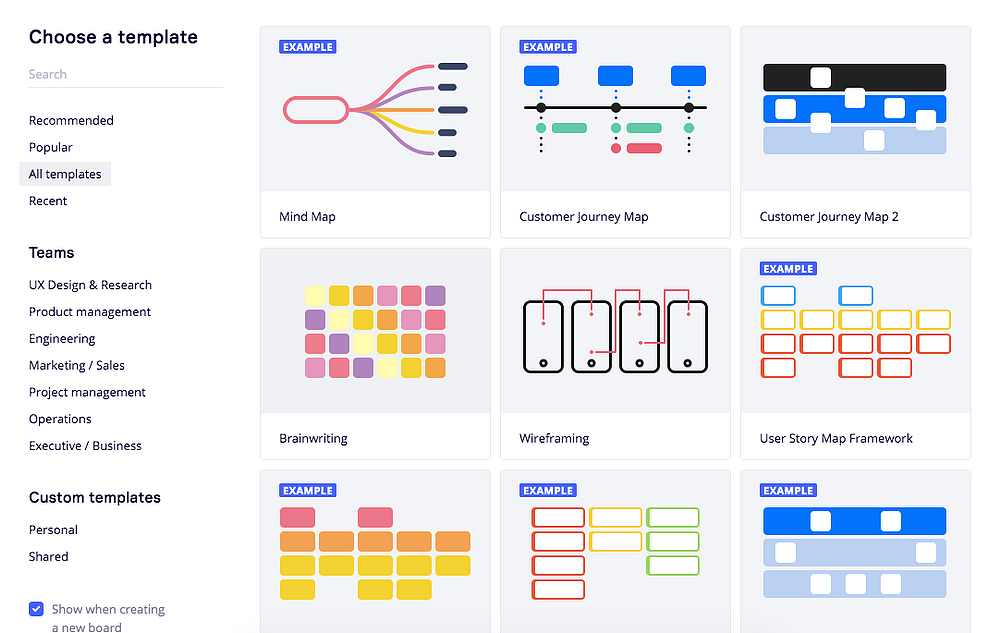 Choose a template
Search
Recommended
Popular
All templates
Recent
Teams
UX Design & Research
Product management
Engineering
Marketing / Sales
Project management
Operations
Executive / Business
Custom templates
Personal
Shared
Show when creating
a new board
EXAMPLE
Mind Map
EXAMPLE
Customer Journey Map
Customer Journey Map 2
Brainwriting
Wireframing
EXAMPLE
User Story Map Framework
EXAMPLE
EXAMPLE
EXAMPLE